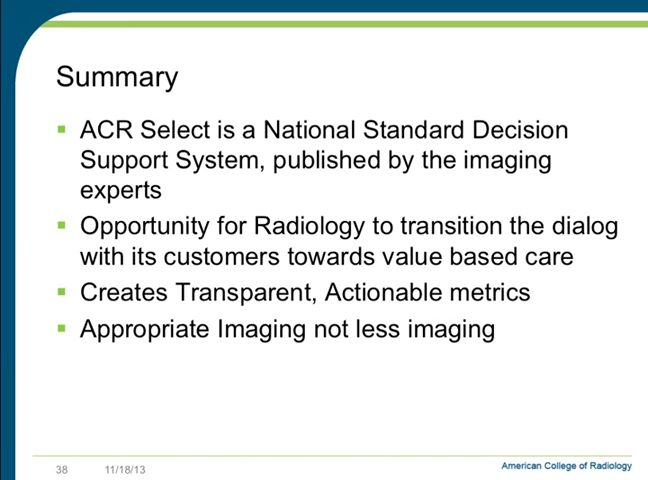 Summary
ACR Select is a National Standard Decision
Support System, published by the imaging
experts
Opportunity for Radiology to transition the dialog
with its customers towards value based care
Creates Transparent, Actionable metrics
Appropriate Imaging not less imaging
38 11/18/13 American College of Radiology